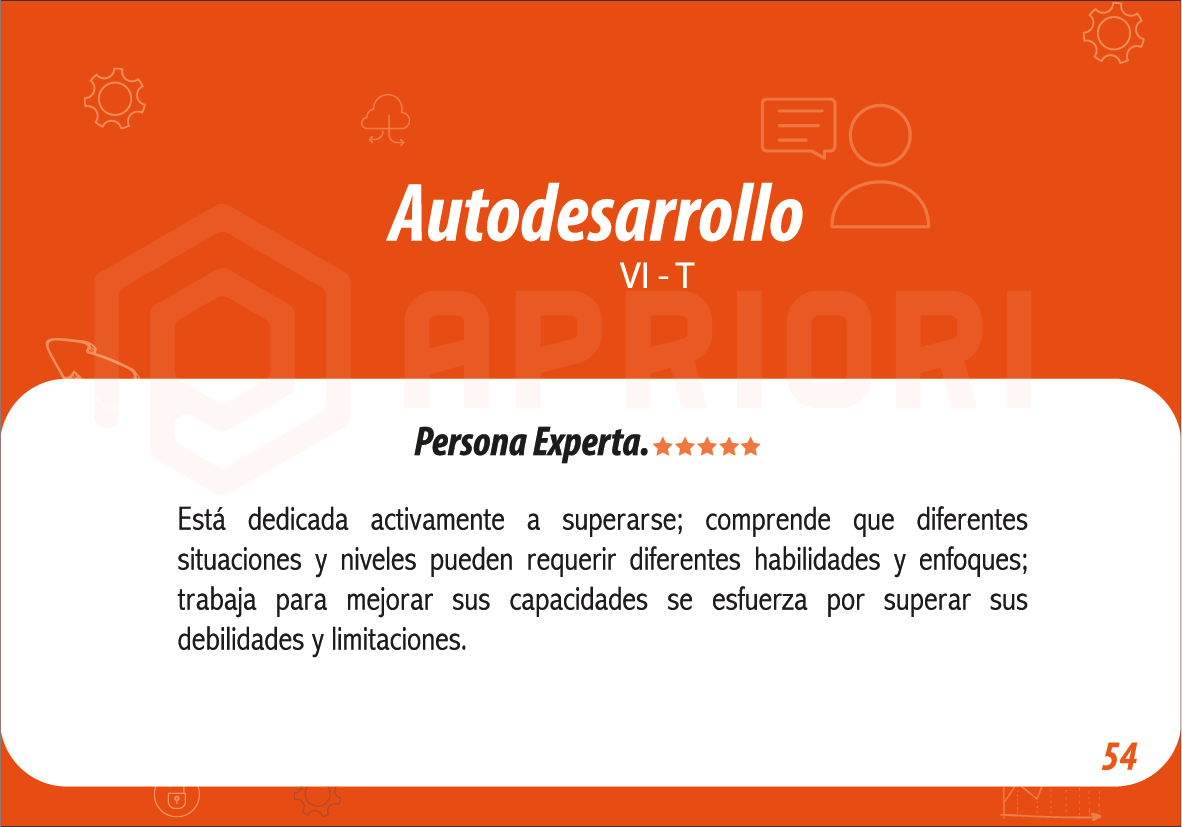 Autodesarrollo
VI - T
APRIORI
Persona Experta.
Está dedicada activamente a superarse; comprende que diferentes
situaciones y niveles pueden requerir diferentes habilidades y enfoques;
trabaja para mejorar sus capacidades se esfuerza por superar sus
debilidades y limitaciones.
54